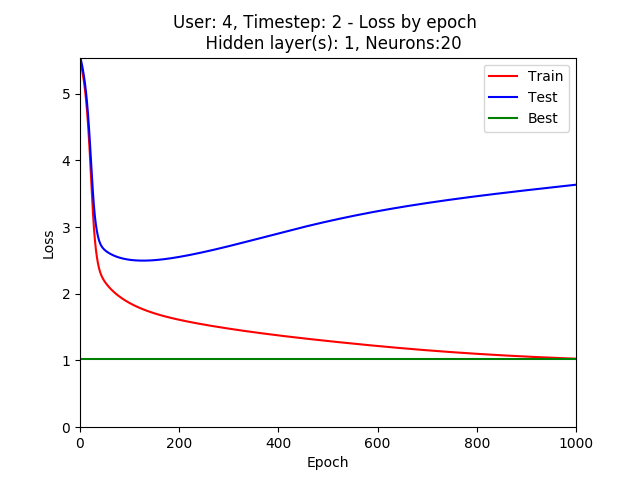 User: 4, Timestep: 2 - Loss by epoch
Hidden layer(s): 1, Neurons:20
Train
Test
Best
5
4
3
2
1
0
Loss
0 200 400 600 800 1000
Epoch